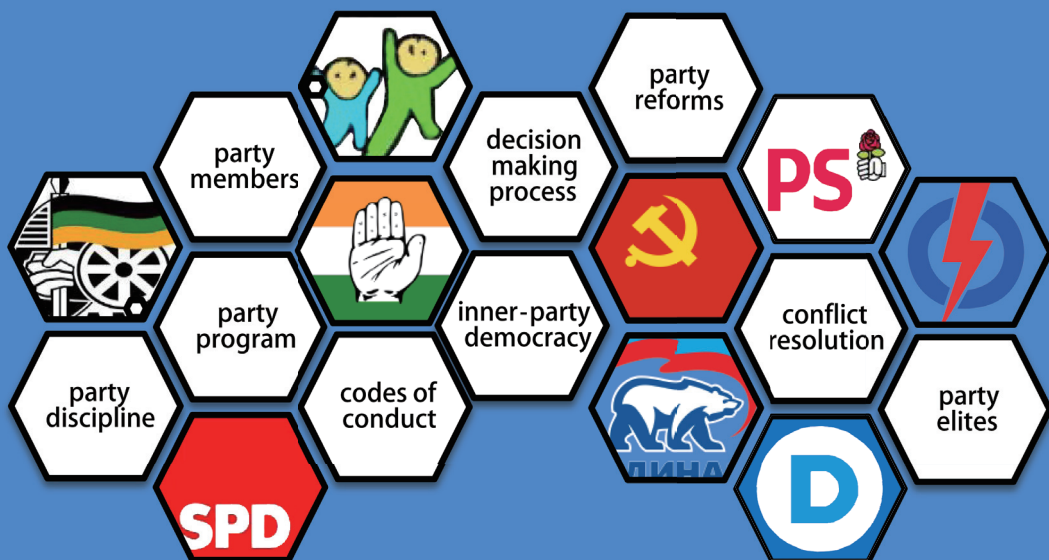 party
reforms
party
members
decision
making
process
PS
party
program
inner-party
democracy
conflict
resolution
party
discipline
codes of
conduct
party
elites
SPD
ДИНА
D